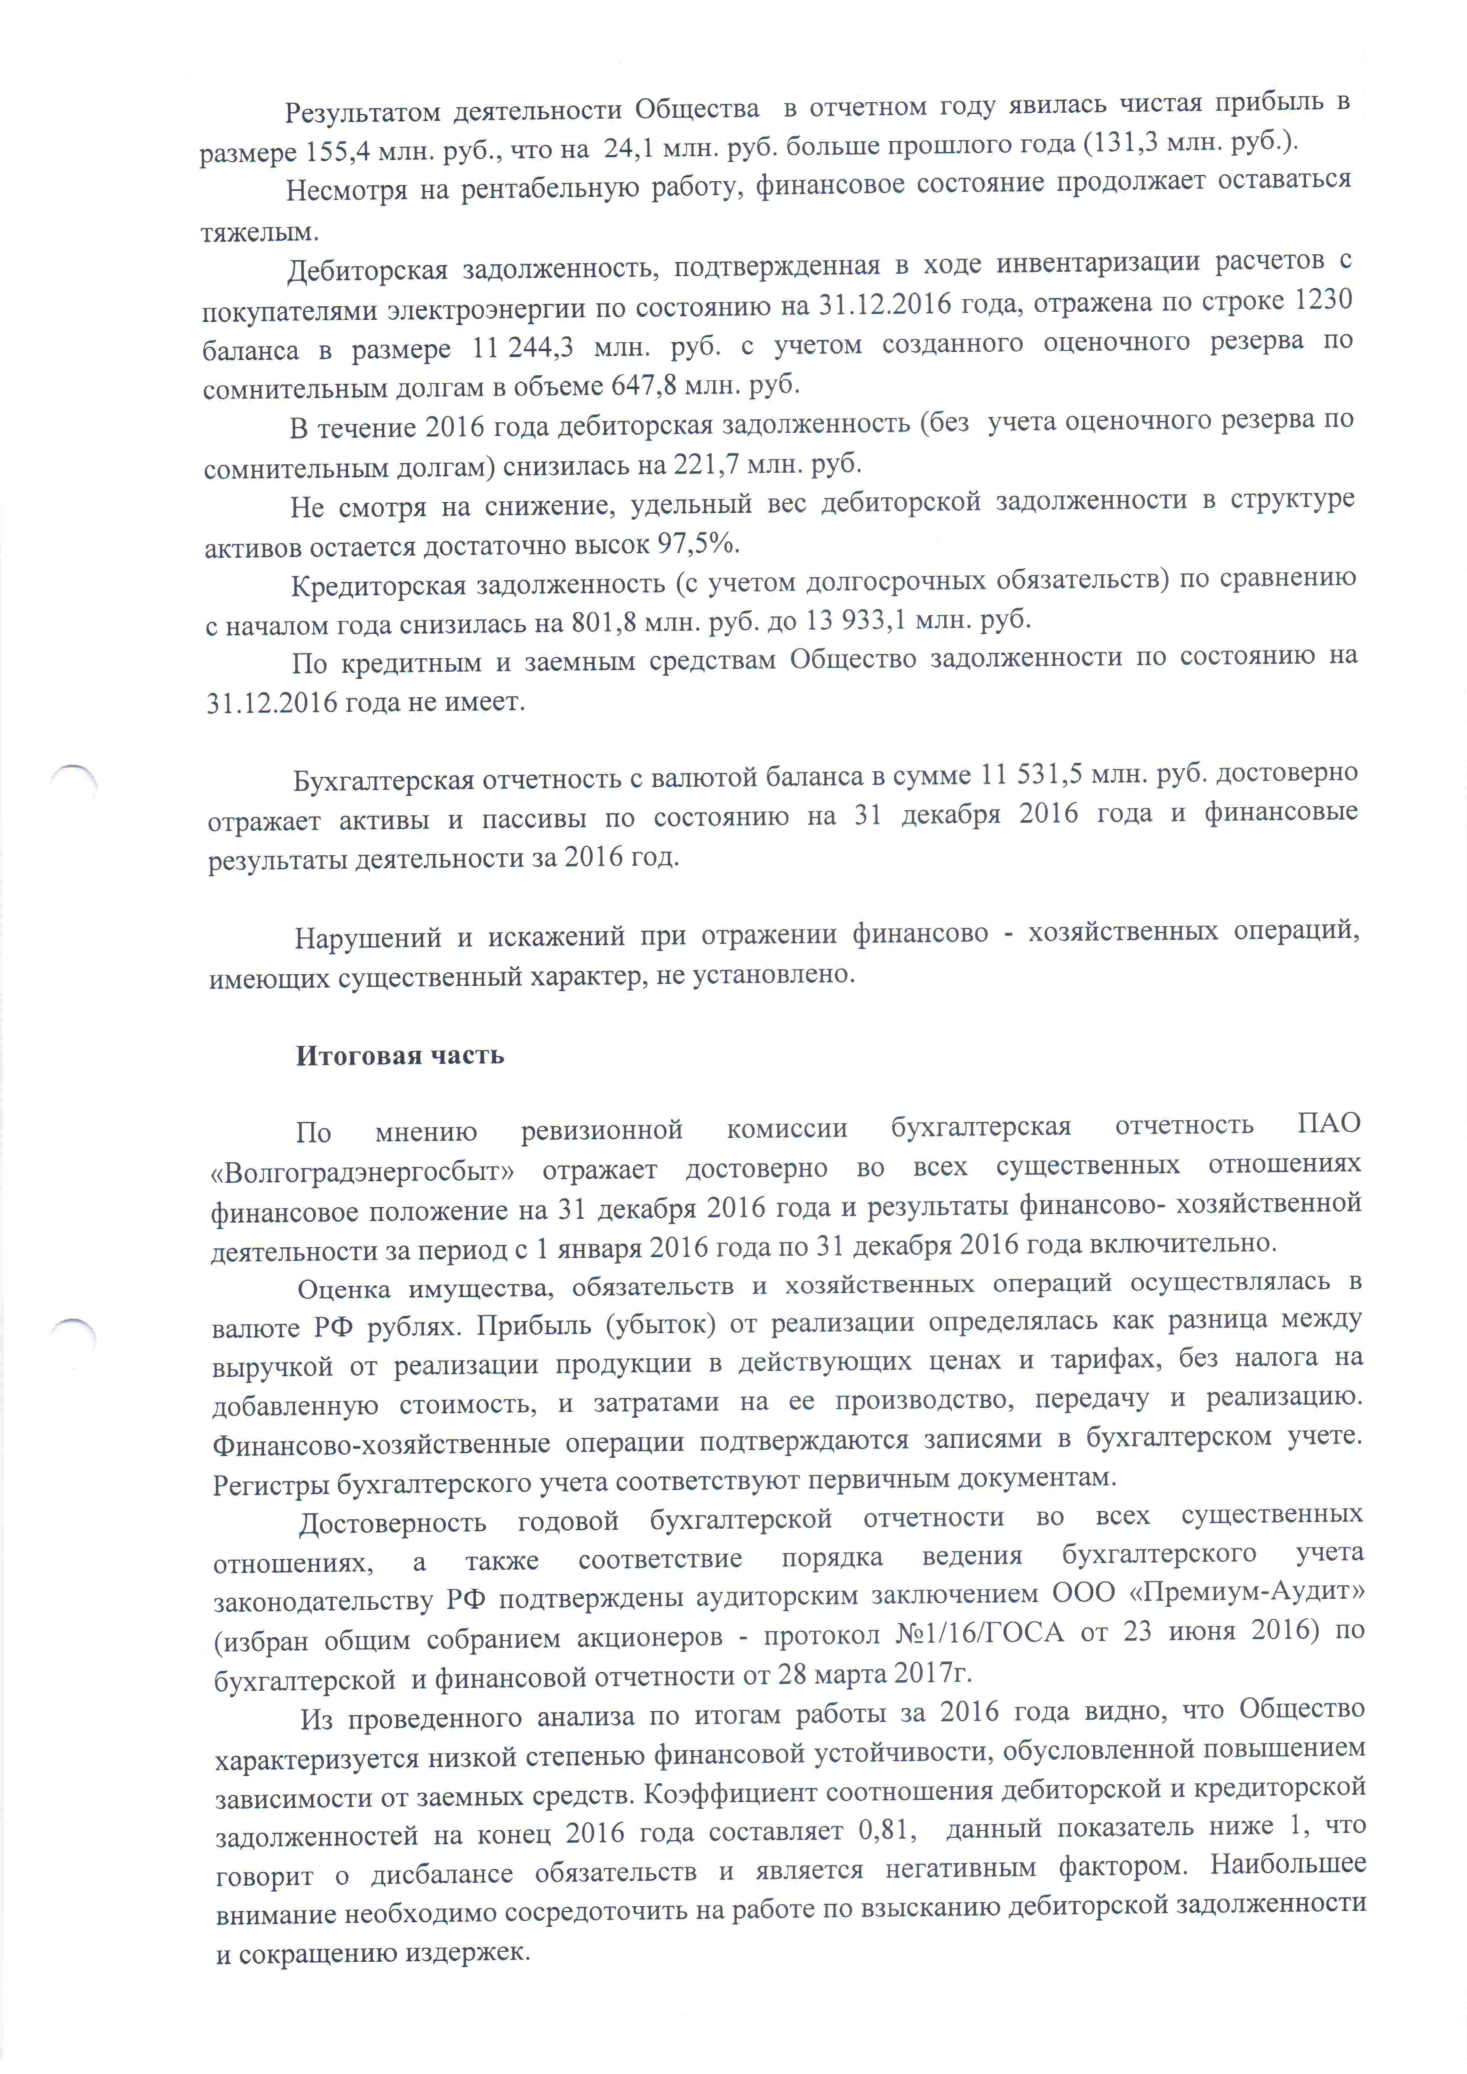 Результатом деятельности Общества в отчетном году явилась чистая прибыль в
размере 155,4 млн. руб., что на 24,1 млн. руб. больше прошлого года (131,3 млн. руб.).
Несмотря на рентабельную работу, финансовое состояние продолжает оставаться
тяжелым.
Дебиторская задолженность, подтвержденная в ходе инвентаризации расчетов с
покупателями электроэнергии по состоянию на 31.12.2016 года, отражена по строке 1230
баланса в размере 11 244,3 млн. руб. с учетом созданного оценочного резерва по
сомнительным долгам в объеме 647,8 млн. руб.
В течение 2016 года дебиторская задолженность (без учета оценочного резерва по
сомнительным долгам) снизилась на 221,7 млн. руб.
Не смотря на снижение, удельный вес дебиторской задолженности в структуре
активов остается достаточно высок 97,5%.
Кредиторская задолженность (с учетом долгосрочных обязательств) по сравнению
с началом года снизилась на 801,8 млн. руб. до 13 933,1 млн. руб.
По кредитным и заемным средствам Общество задолженности по состоянию на
31.12.2016 года не имеет.
Бухгалтерская отчетность с валютой баланса в сумме 11 531,5 млн. руб. достоверно
отражает активы и пассивы по состоянию на 31 декабря 2016 года и финансовые
результаты деятельности за 2016 год.
Нарушений и искажений при отражении финансово - хозяйственных операций,
имеющих существенный характер, не установлено.
Итоговая часть
По мнению ревизионной комиссии бухгалтерская отчетность ПАО
«Волгоградэнергосбыт» отражает достоверно во всех существенных отношениях
финансовое положение на 31 декабря 2016 года и результаты финансово- хозяйственной
деятельности за период с 1 января 2016 года по 31 декабря 2016 года включительно.
Оценка имущества, обязательств и хозяйственных операций осуществлялась в
валюте РФ рублях. Прибыль (убыток) от реализации определялась как разница между
выручкой от реализации продукции в действующих ценах и тарифах, без налога на
добавленную стоимость, и затратами на ее производство, передачу и реализацию.
Финансово-хозяйственные операции подтверждаются записями в бухгалтерском учете.
Регистры бухгалтерского учета соответствуют первичным документам.
Достоверность годовой бухгалтерской отчетности во всех существенных
отношениях, а также соответствие порядка ведения бухгалтерского учета
законодательству РФ подтверждены аудиторским заключением ООО «Премиум-Аудит»
(избран общим собранием акционеров - протокол №1/16/ГОСА от 23 июня 2016) по
бухгалтерской и финансовой отчетности от 28 марта 2017г.
Из проведенного анализа по итогам работы за 2016 года видно, что Общество
характеризуется низкой степенью финансовой устойчивости, обусловленной повышением
зависимости от заемных средств. Коэффициент соотношения дебиторской и кредиторской
задолженностей на конец 2016 года составляет 0,81, данный показатель ниже 1, что
говорит о дисбалансе обязательств и является негативным фактором. Наибольшее
внимание необходимо сосредоточить на работе по взысканию дебиторской задолженности
и сокращению издержек.